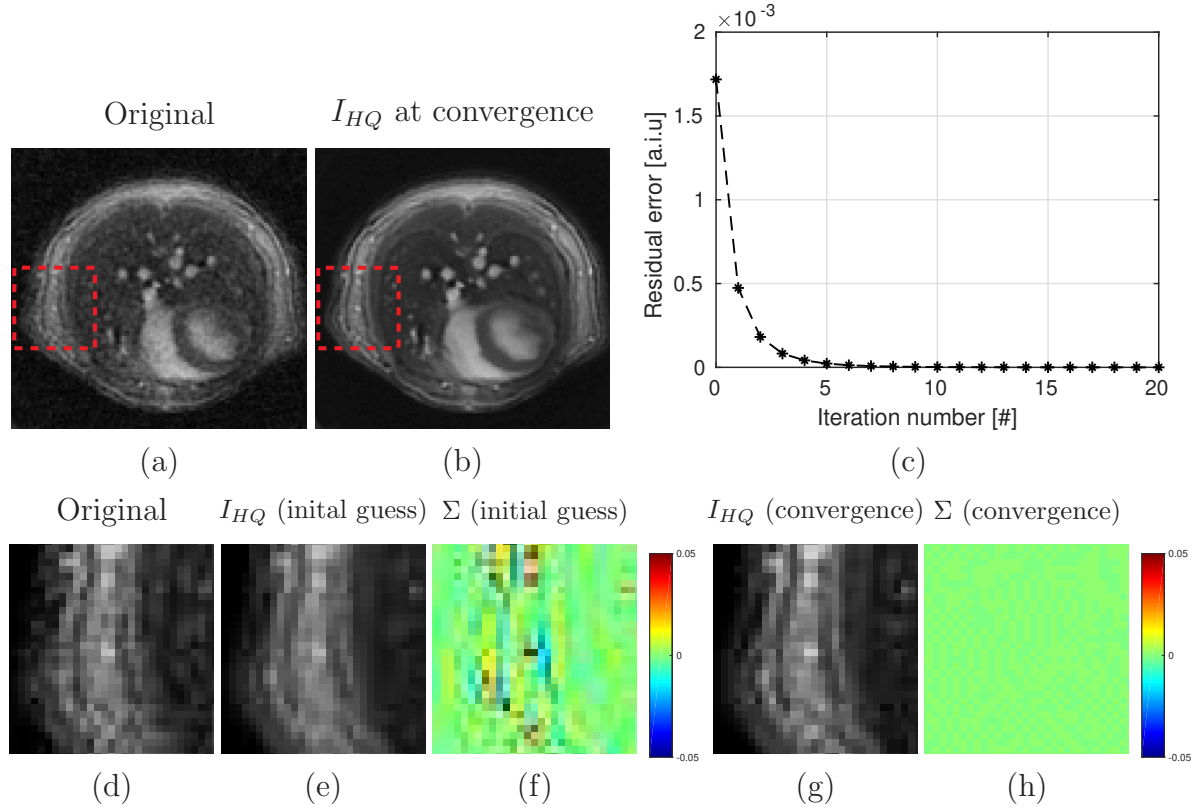 Original
I_HQ at convergence
×10^-3
2
1.5
1
0.5
0
Residual error [a.i.u]
0 5 10 15 20
Iteration number [#]
(a) (b) (c)
Original
I_HQ (inital guess)
Σ (initial guess)
I_HQ (convergence)
Σ (convergence)
0.05
0
-0.05
0.05
0
-0.05
(d) (e) (f) (g) (h)